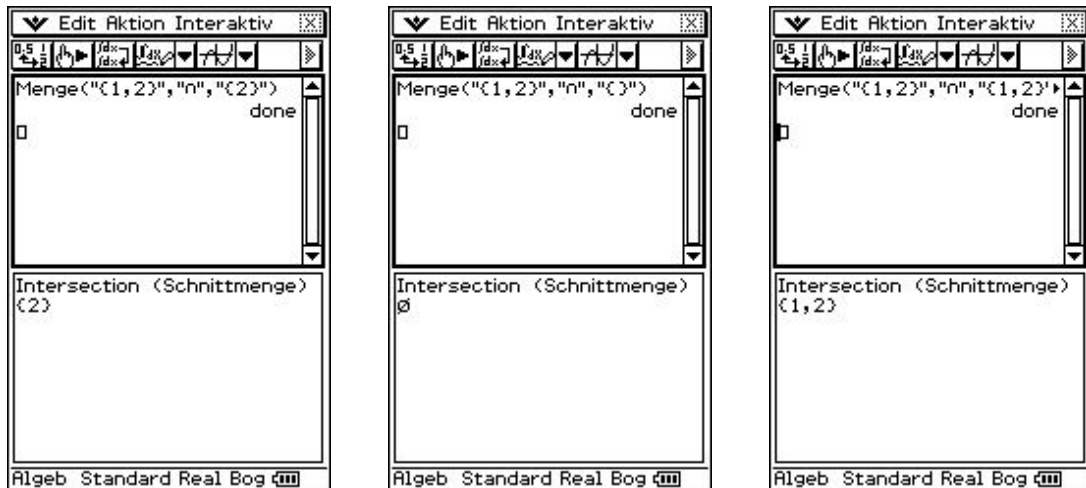 Edit Aktion Interaktiv
Menge("{1,2}","∩","{2}")
done
Intersection (Schnittmenge)
{2}
Algeb Standard Real Bog
Edit Aktion Interaktiv
Menge("{1,2}","∩","{}")
done
Intersection (Schnittmenge)
Ø
Algeb Standard Real Bog
Edit Aktion Interaktiv
Menge("{1,2}","∩","{1,2}'
done
Intersection (Schnittmenge)
{1,2}
Algeb Standard Real Bog